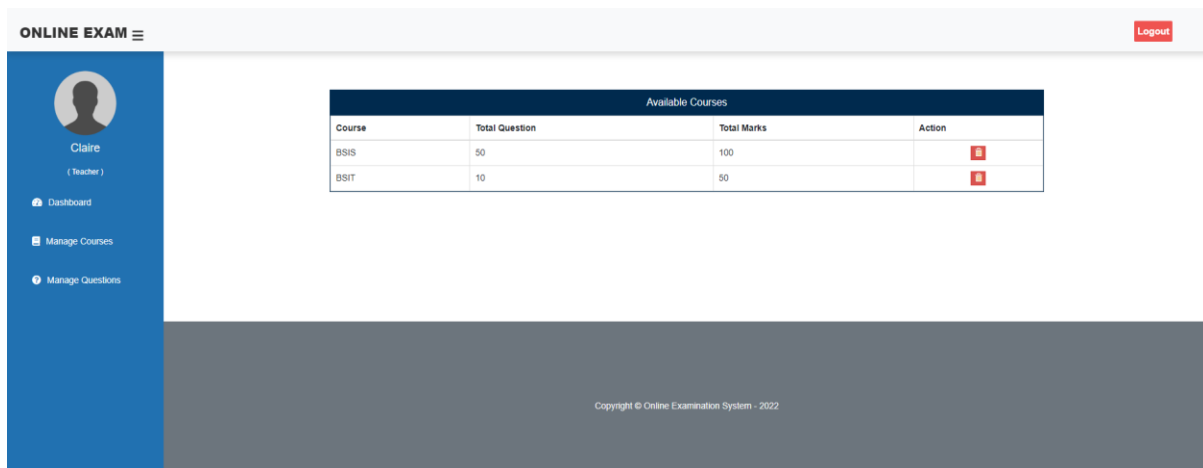 ONLINE EXAM
Logout
Claire
( Teacher )
Dashboard
Manage Courses
Manage Questions
Available Courses
Course Total Question Total Marks Action
BSIS 50 100
BSIT 10 50
Copyright © Online Examination System - 2022